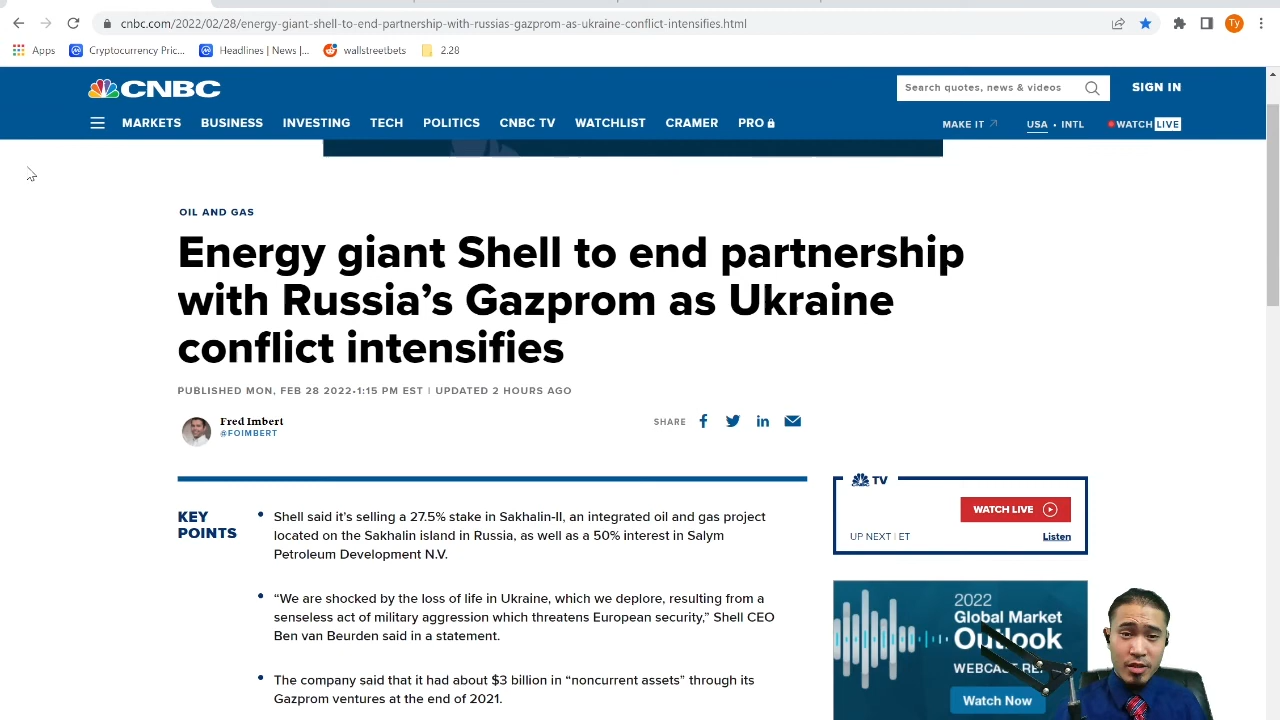 cnbc.com/2022/02/28/energy-giant-shell-to-end-partnership-with-russias-gazprom-as-ukraine-conflict-intensifies.html
Ty
Apps Cryptocurrency Pric... Headlines | News |... wallstreetbets 2.28
CNBC Search quotes, news & videos SIGN IN
MARKETS BUSINESS INVESTING TECH POLITICS CNBC TV WATCHLIST CRAMER PRO MAKE IT USA • INTL WATCH LIVE
OIL AND GAS
Energy giant Shell to end partnership
with Russia’s Gazprom as Ukraine
conflict intensifies
PUBLISHED MON, FEB 28 2022•1:15 PM EST | UPDATED 2 HOURS AGO
Fred Imbert
@FOIMBERT
SHARE
KEY
POINTS
Shell said it’s selling a 27.5% stake in Sakhalin-II, an integrated oil and gas project
located on the Sakhalin island in Russia, as well as a 50% interest in Salym
Petroleum Development N.V.
“We are shocked by the loss of life in Ukraine, which we deplore, resulting from a
senseless act of military aggression which threatens European security,” Shell CEO
Ben van Beurden said in a statement.
The company said that it had about $3 billion in “noncurrent assets” through its
Gazprom ventures at the end of 2021.
TV
WATCH LIVE
UP NEXT | ET Listen
2022
Global Market
Outlook
WEBCAST
Watch Now